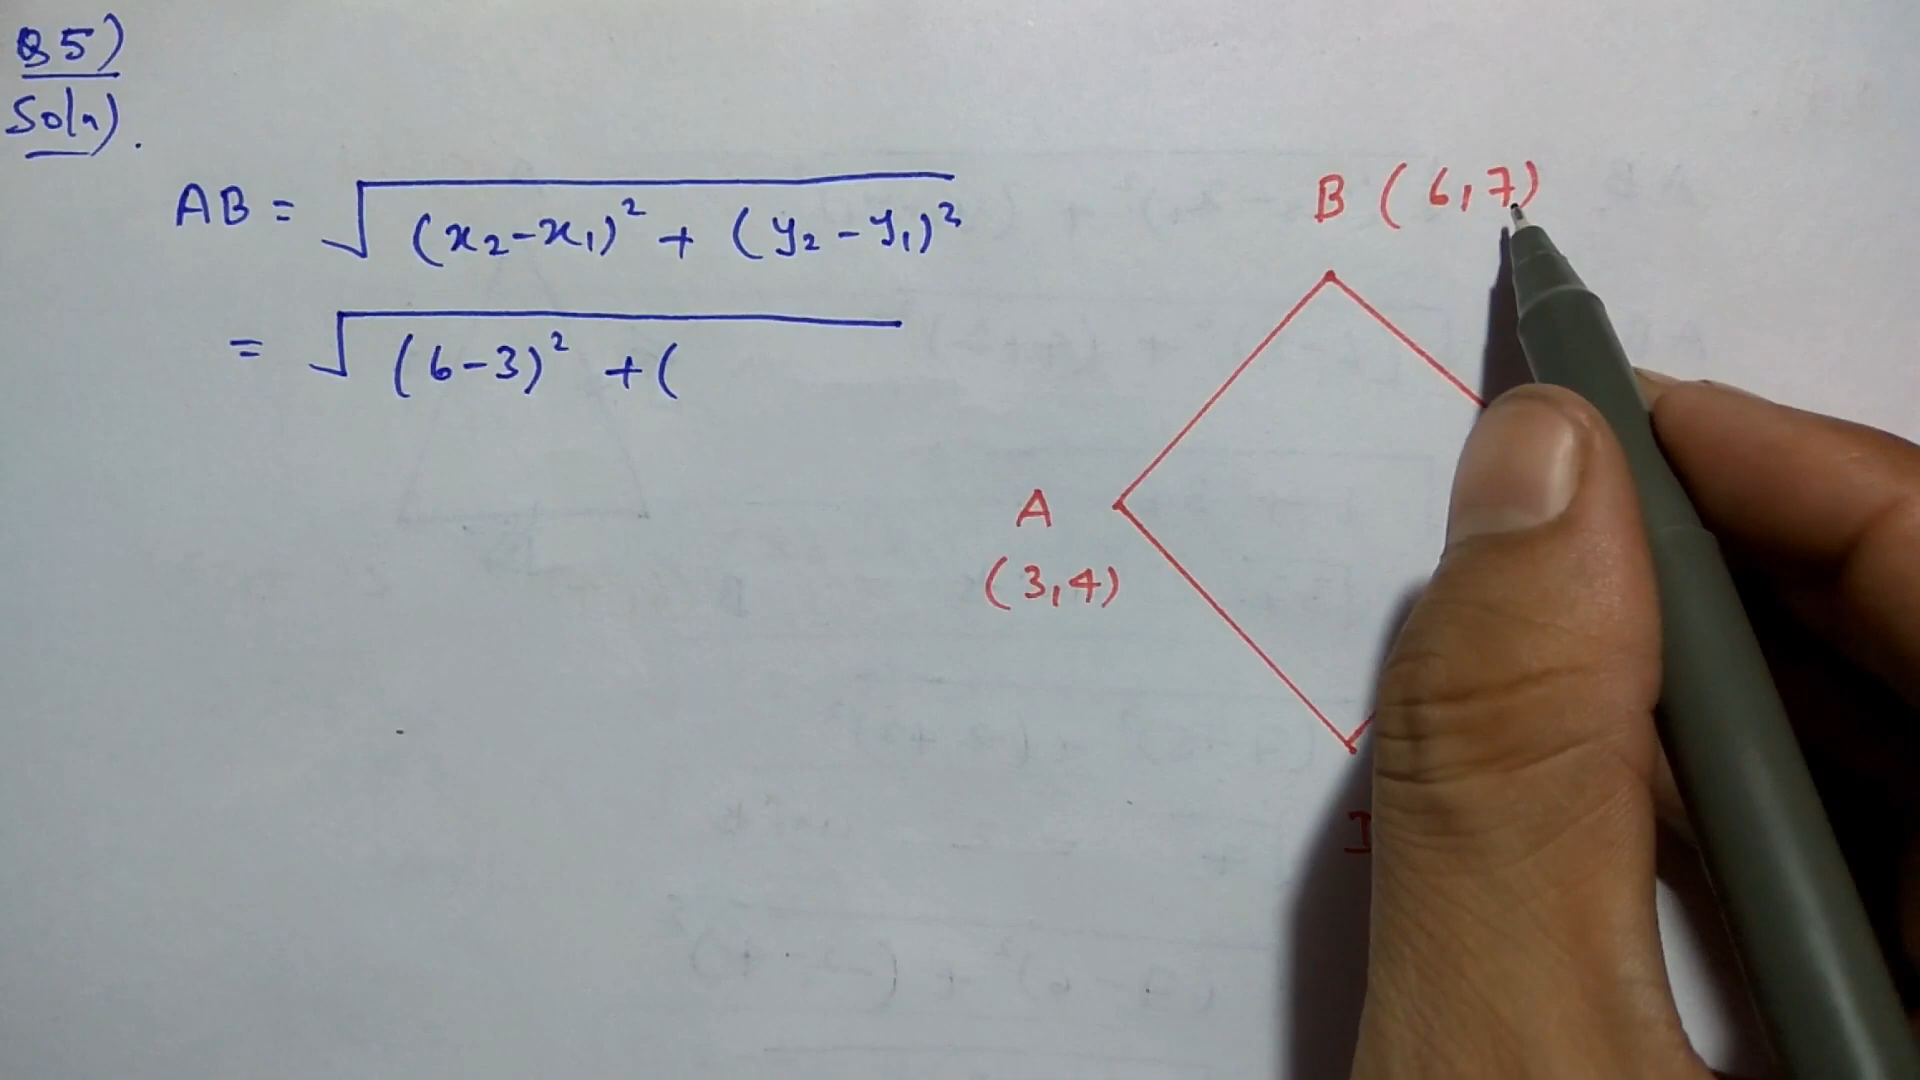 Q5)
Soln).
AB = √(x₂-x₁)² + (y₂-y₁)²
= √(6-3)² + (
B (6,7)
A
(3,4)